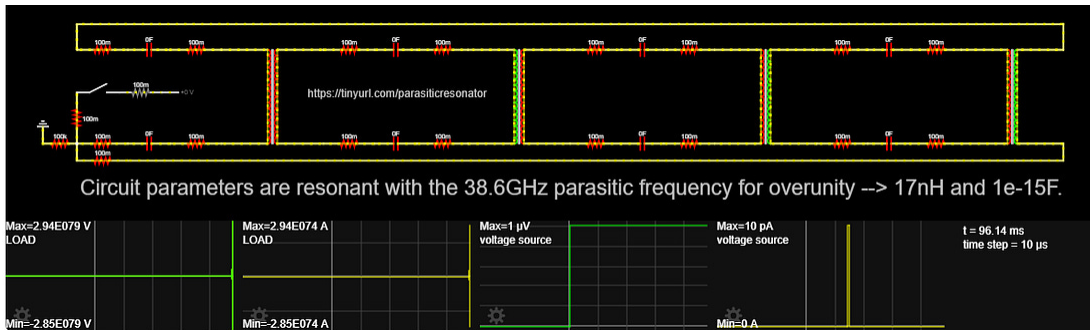 100m 0F 100m 100m 0F 100m 100m 0F 100m 100m 0F 100m
100m +0 V
https://tinyurl.com/parasiticresonator
100m
100k 100m 0F 100m 100m 0F 100m 100m 0F 100m 100m 0F 100m
100m
Circuit parameters are resonant with the 38.6GHz parasitic frequency for overunity --> 17nH and 1e-15F.
Max=2.94E079 V Max=2.94E074 A Max=1 μV Max=10 pA t = 96.14 ms
LOAD LOAD voltage source voltage source time step = 10 μs
Min=-2.85E079 V Min=-2.85E074 A Min=0 A